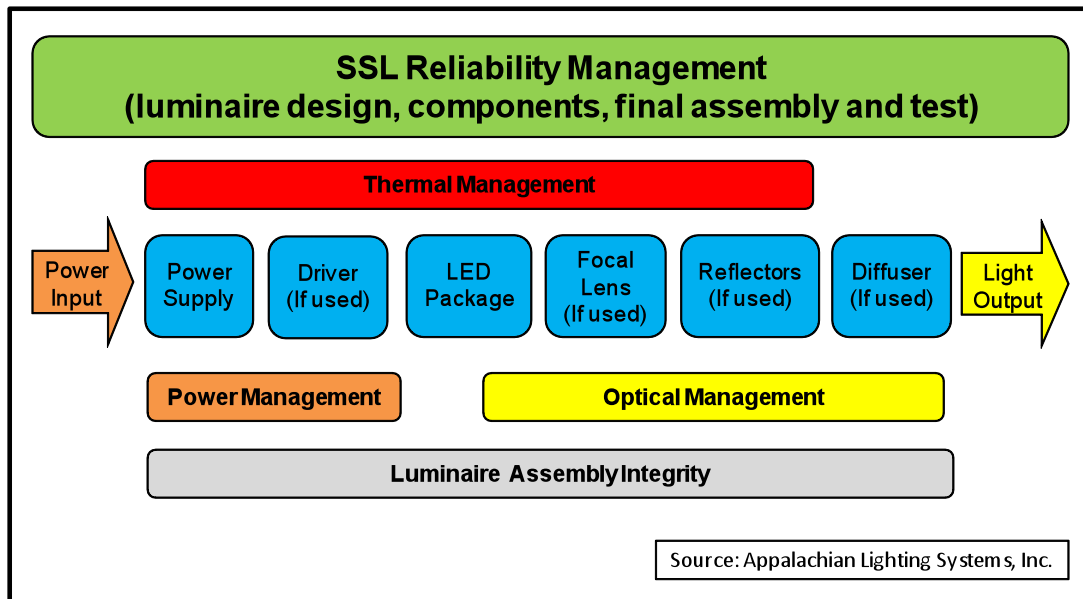 SSL Reliability Management
(luminaire design, components, final assembly and test)
Thermal Management
Power
Input
Power
Supply
Driver
(If used)
LED
Package
Focal
Lens
(If used)
Reflectors
(If used)
Diffuser
(If used)
Light
Output
Power Management
Optical Management
Luminaire Assembly Integrity
Source: Appalachian Lighting Systems, Inc.